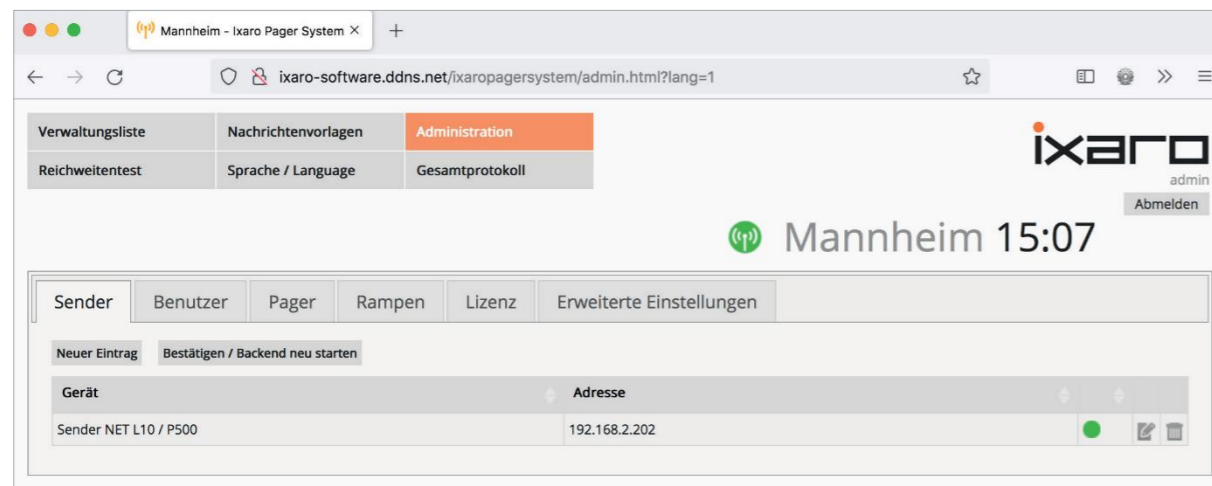 Mannheim - Ixaro Pager System
ixaro-software.ddns.net/ixaropagersystem/admin.html?lang=1
Verwaltungsliste Nachrichtenvorlagen Administration
Reichweitentest Sprache / Language Gesamtprotokoll
ixaro
admin
Abmelden
Mannheim 15:07
Sender Benutzer Pager Rampen Lizenz Erweiterte Einstellungen
Neuer Eintrag Bestätigen / Backend neu starten
Gerät Adresse
Sender NET L10 / P500 192.168.2.202